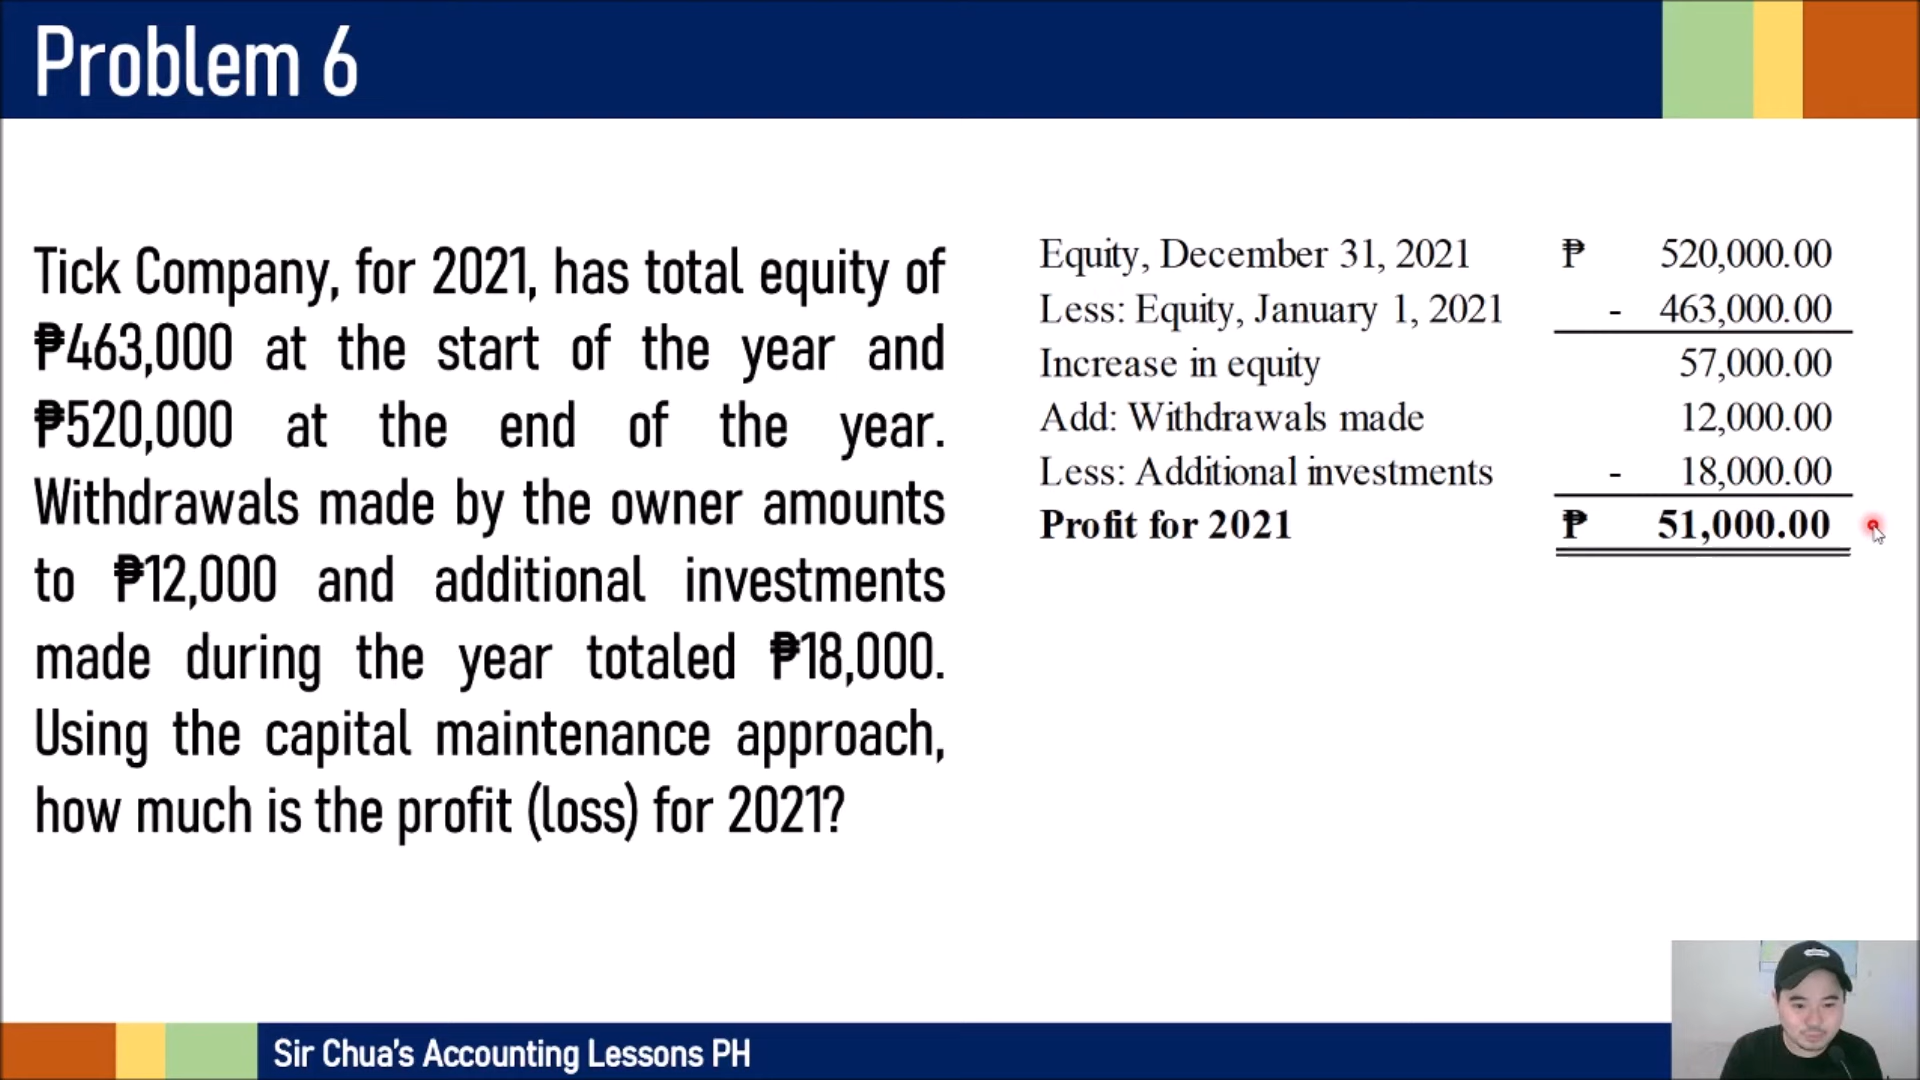 Problem 6
Tick Company, for 2021, has total equity of
₱463,000 at the start of the year and
₱520,000 at the end of the year.
Withdrawals made by the owner amounts
to ₱12,000 and additional investments
made during the year totaled ₱18,000.
Using the capital maintenance approach,
how much is the profit (loss) for 2021?
Equity, December 31, 2021 ₱ 520,000.00
Less: Equity, January 1, 2021 - 463,000.00
Increase in equity 57,000.00
Add: Withdrawals made 12,000.00
Less: Additional investments - 18,000.00
Profit for 2021 ₱ 51,000.00
Sir Chua's Accounting Lessons PH